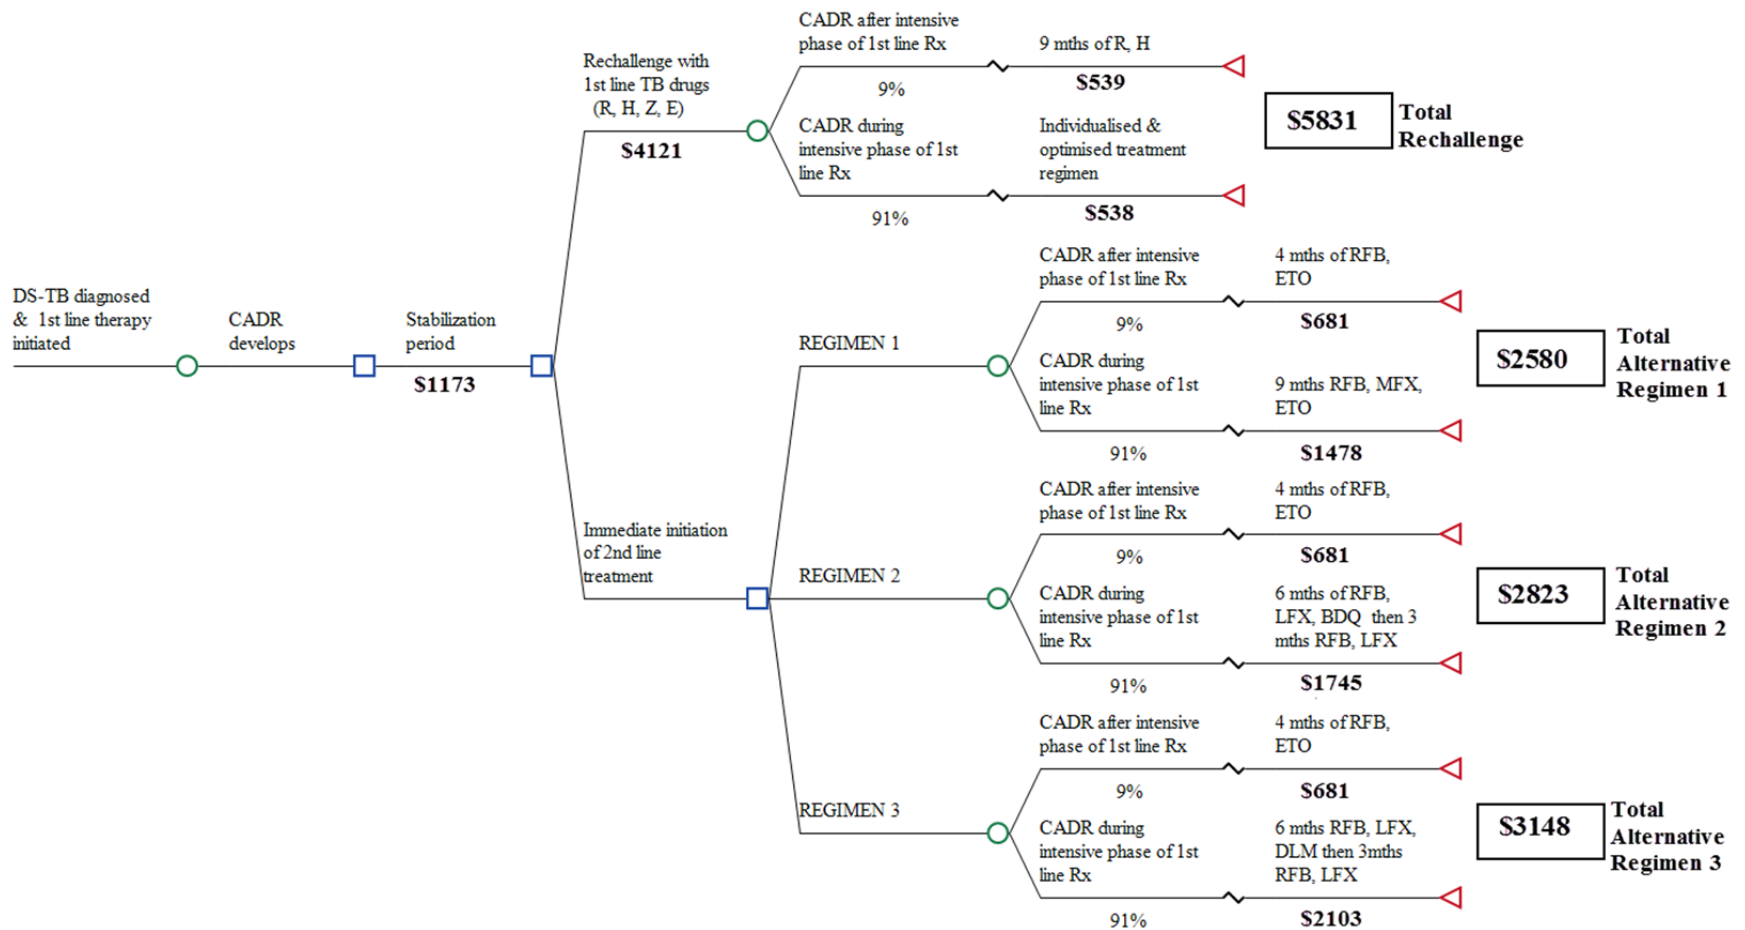 DS-TB diagnosed
& 1st line therapy
initiated
CADR
develops
Stabilization
period
$1173
Rechallenge with
1st line TB drugs
(R, H, Z, E)
$4121
CADR after intensive
phase of 1st line Rx
9%
9 mths of R, H
$539
CADR during
intensive phase of 1st
line Rx
91%
Individualised &
optimised treatment
regimen
$538
$5831
Total
Rechallenge
Immediate initiation
of 2nd line
treatment
REGIMEN 1
CADR after intensive
phase of 1st line Rx
9%
4 mths of RFB,
ETO
$681
CADR during
intensive phase of 1st
line Rx
91%
9 mths RFB, MFX,
ETO
$1478
$2580
Total
Alternative
Regimen 1
REGIMEN 2
CADR after intensive
phase of 1st line Rx
9%
4 mths of RFB,
ETO
$681
CADR during
intensive phase of 1st
line Rx
91%
6 mths of RFB,
LFX, BDQ then 3
mths RFB, LFX
$1745
$2823
Total
Alternative
Regimen 2
REGIMEN 3
CADR after intensive
phase of 1st line Rx
9%
4 mths of RFB,
ETO
$681
CADR during
intensive phase of 1st
line Rx
91%
6 mths RFB, LFX,
DLM then 3mths
RFB, LFX
$2103
$3148
Total
Alternative
Regimen 3